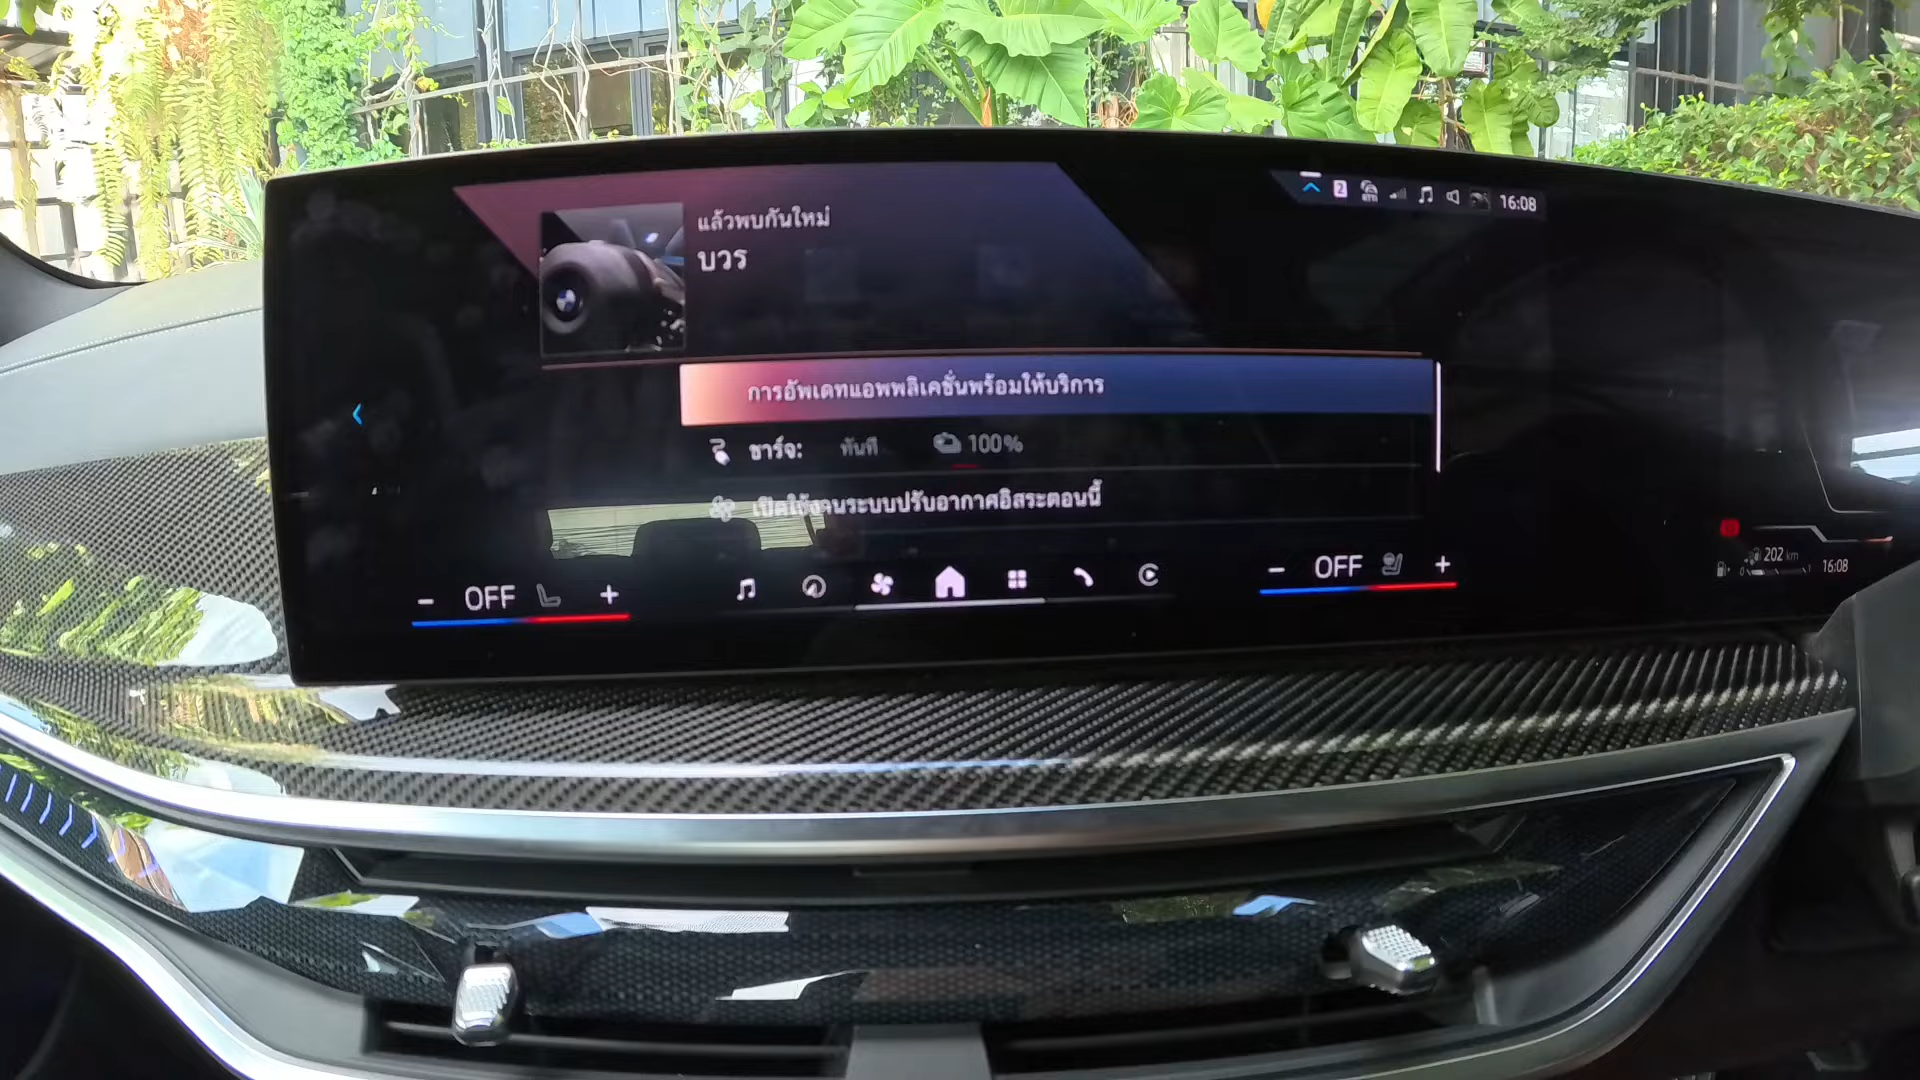 แล้วพบกันใหม่
บวร
2
16:08
การอัพเดทแอพพลิเคชั่นพร้อมให้บริการ
ชาร์จ: ทันที 100%
เปิดใช้งานระบบปรับอากาศอิสระตอนนี้
- OFF +
- OFF +
202 km
0 1
16:08